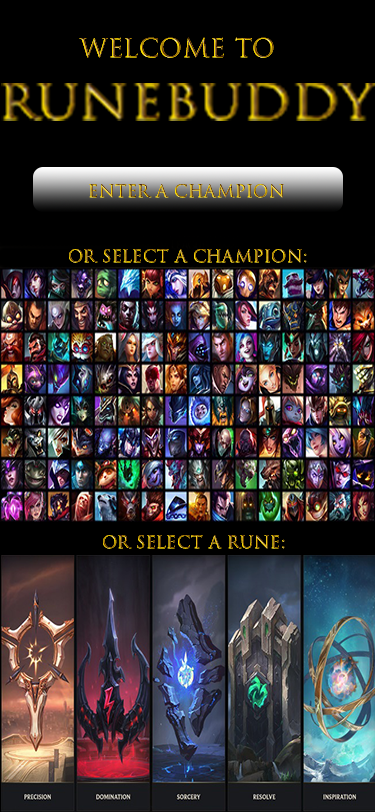 WELCOME TO
RUNEBUDDY
ENTER A CHAMPION
OR SELECT A CHAMPION:
OR SELECT A RUNE:
PRECISION DOMINATION SORCERY RESOLVE INSPIRATION